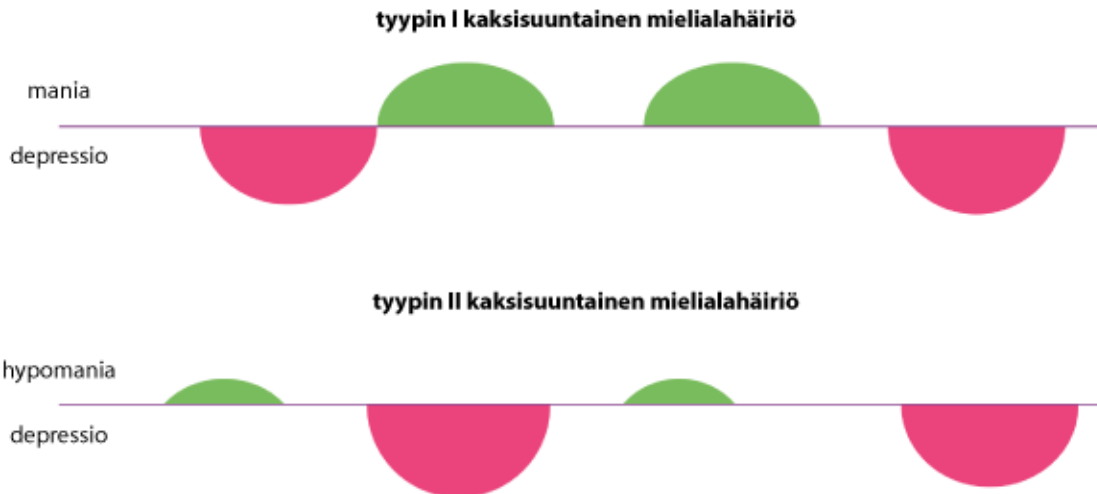 tyypin I kaksisuuntainen mielialahäiriö
mania
depressio
tyypin II kaksisuuntainen mielialahäiriö
hypomania
depressio